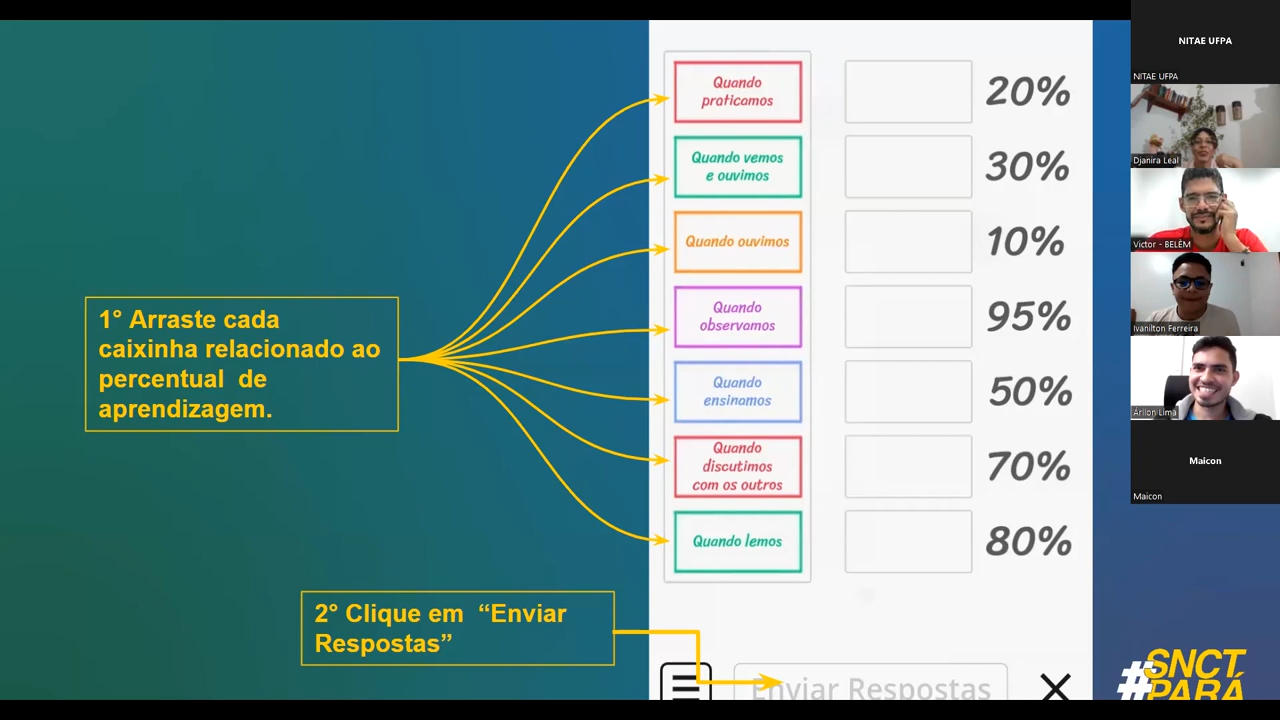 1° Arraste cada
caixinha relacionado ao
percentual de
aprendizagem.
2° Clique em “Enviar
Respostas”
Quando
praticamos
20%
Quando vemos
e ouvimos
30%
Quando ouvimos
10%
Quando
observamos
95%
Quando
ensinamos
50%
Quando
discutimos
com os outros
70%
Quando lemos
80%
Enviar Respostas
#SNCT
PARÁ
NITAE UFPA
NITAE UFPA
Djanira Leal
Victor - BELÉM
Ivanilton Ferreira
Árilon Lima
Maicon
Maicon